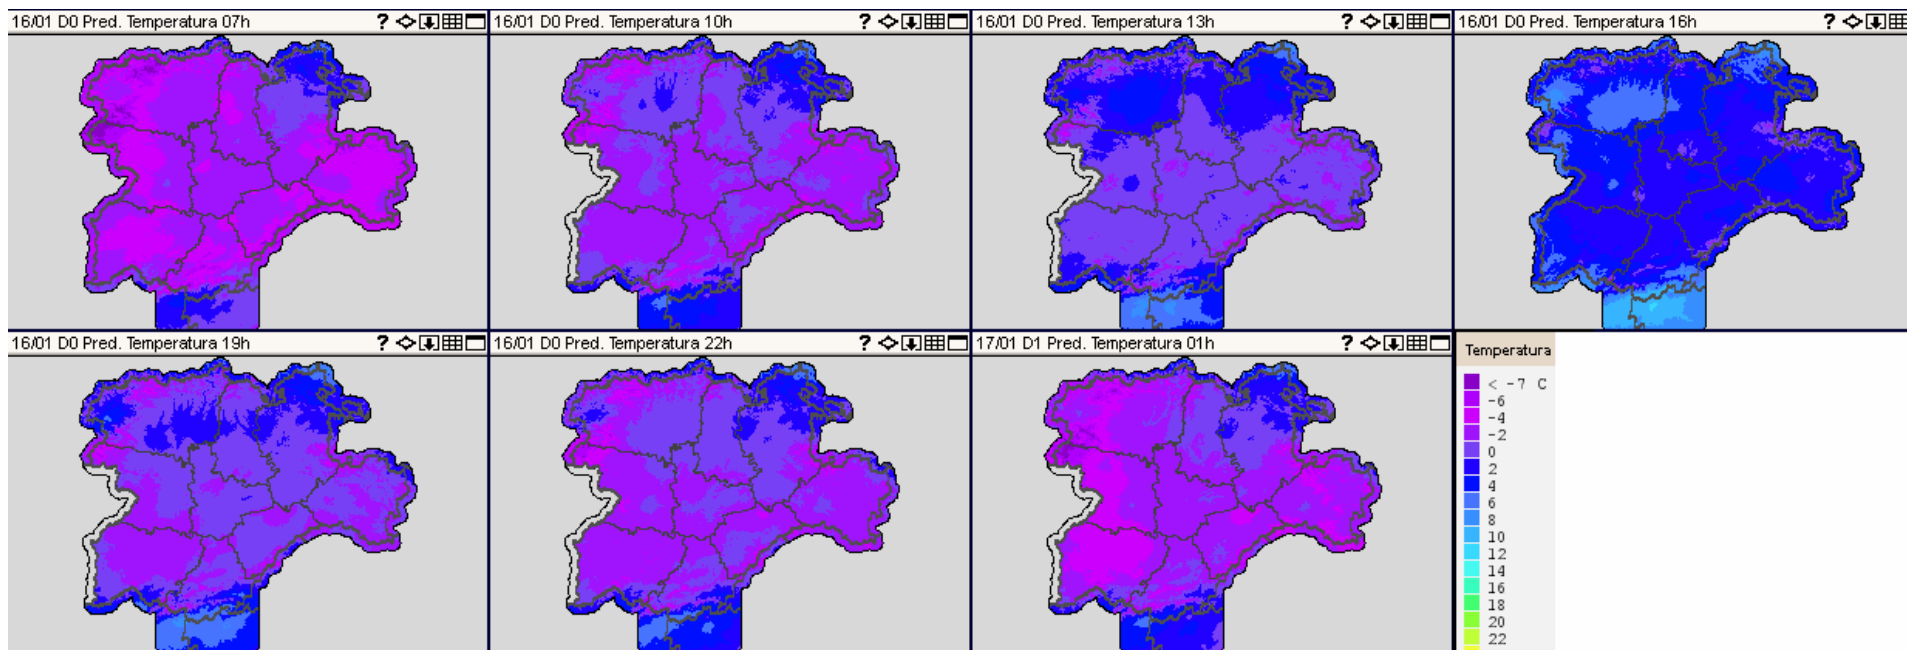 16/01 D0 Pred. Temperatura 07h ?
16/01 D0 Pred. Temperatura 10h ?
16/01 D0 Pred. Temperatura 13h ?
16/01 D0 Pred. Temperatura 16h ?
16/01 D0 Pred. Temperatura 19h ?
16/01 D0 Pred. Temperatura 22h ?
17/01 D1 Pred. Temperatura 01h ?
Temperatura
< -7 C
-6
-4
-2
0
2
4
6
8
10
12
14
16
18
20
22